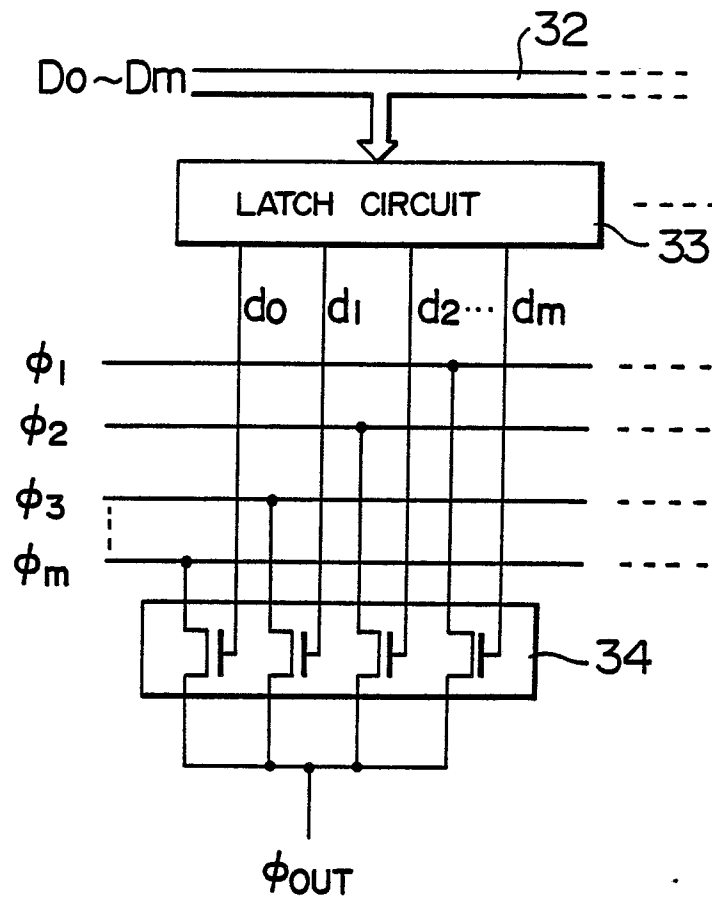 32
Do~Dm
LATCH CIRCUIT
33
do d1 d2... dm
ϕ1
ϕ2
ϕ3
ϕm
34
ϕOUT